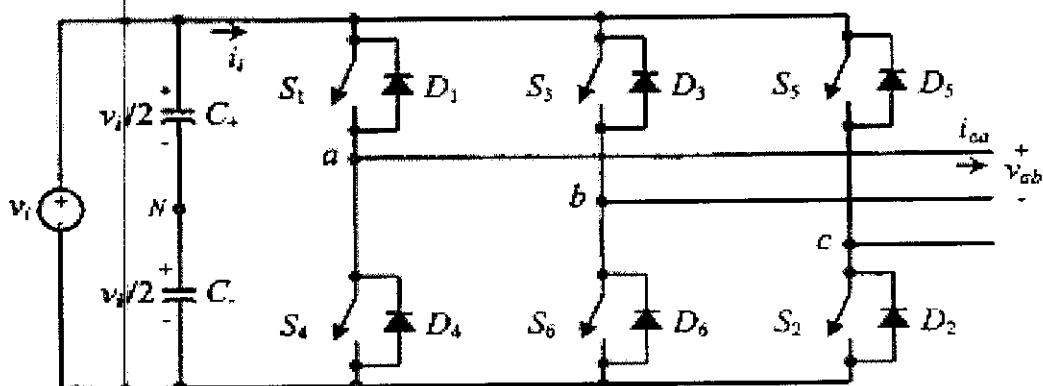 i_i
S_1
D_1
S_3
D_3
S_5
D_5
v_i/2
+
-
C_+
a
i_oa
+
v_ab
-
b
N
v_i
+
-
c
v_i/2
+
-
C_-
S_4
D_4
S_6
D_6
S_2
D_2